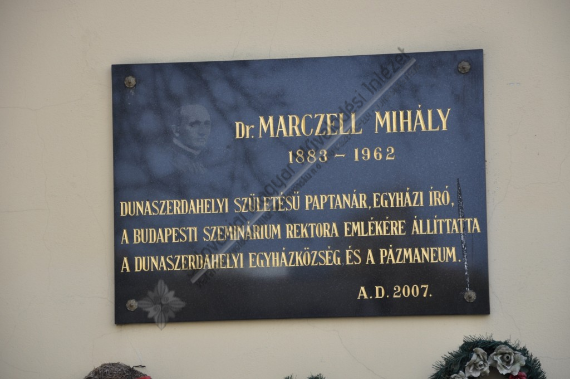 Dr. MARCZELL MIHÁLY
1883 – 1962
DUNASZERDAHELYI SZÜLETÉSŰ PAPTANÁR, EGYHÁZI ÍRÓ,
A BUDAPESTI SZEMINÁRIUM REKTORA EMLÉKÉRE ÁLLÍTTATTA
A DUNASZERDAHELYI EGYHÁZKÖZSÉG ÉS A PÁZMANEUM.
A.D. 2007.